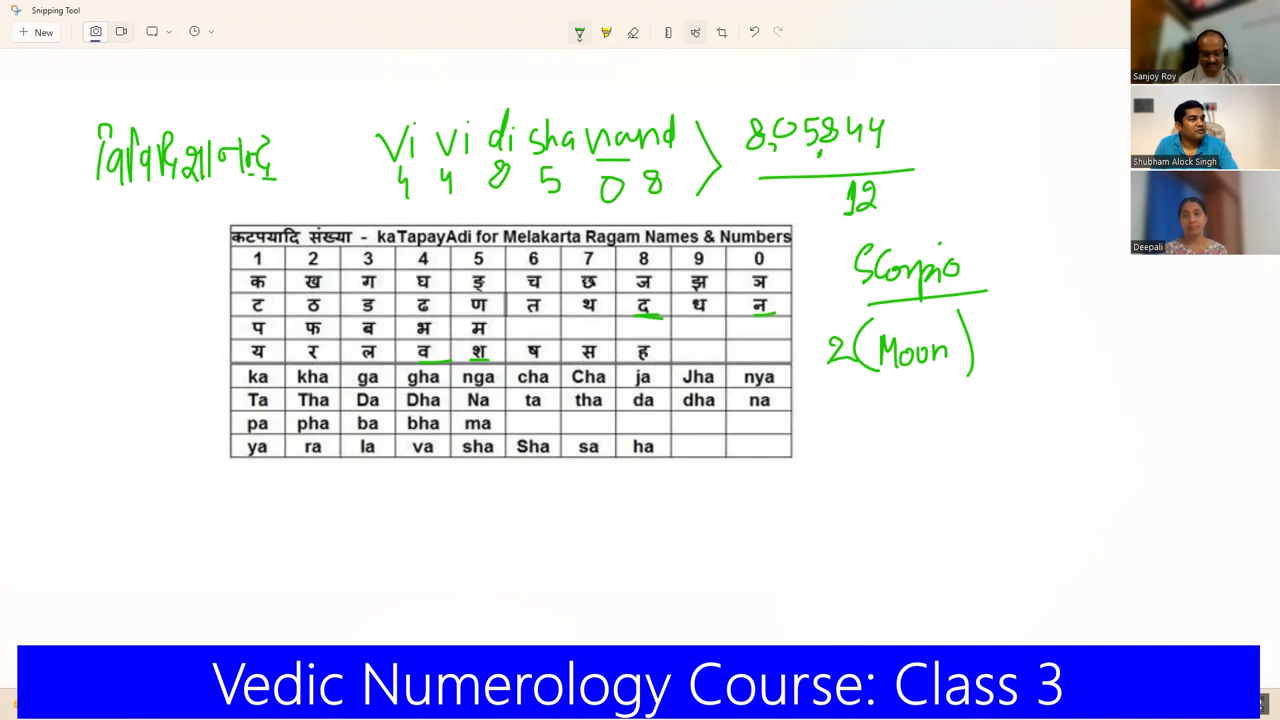 Snipping Tool
New
Sanjoy Roy
Shubham Alock Singh
Deepali
Vi vi di sha nand 8,05,844
4 4 8 5 0 8 12
Scorpio
2 (Moon)
कटपयादि संख्या - kaTapayAdi for Melakarta Ragam Names & Numbers
1 2 3 4 5 6 7 8 9 0
क ख ग घ ङ् च छ ज झ ञ
ट ठ ड ढ ण त थ द ध न
प फ ब भ म
य र ल व श ष स ह
ka kha ga gha nga cha Cha ja Jha nya
Ta Tha Da Dha Na ta tha da dha na
pa pha ba bha ma
ya ra la va sha Sha sa ha
Vedic Numerology Course: Class 3